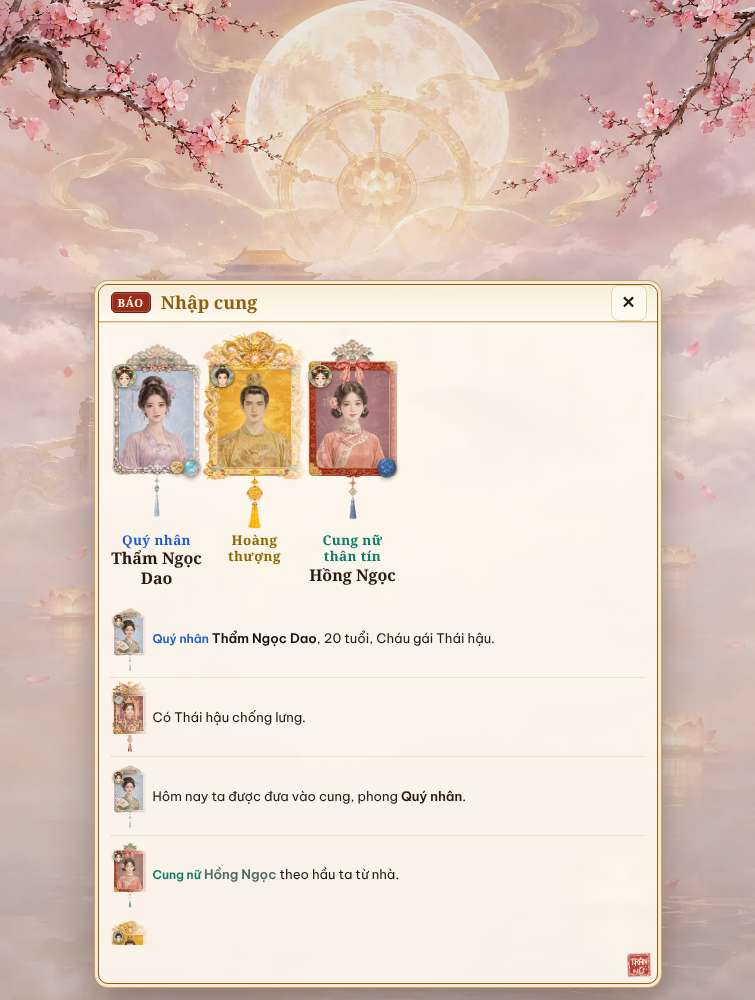 BÁO Nhập cung ✕
Quý nhân
Thẩm Ngọc
Dao
Hoàng
thượng
Cung nữ
thân tín
Hồng Ngọc
Quý nhân Thẩm Ngọc Dao, 20 tuổi, Cháu gái Thái hậu.
Có Thái hậu chống lưng.
Hôm nay ta được đưa vào cung, phong Quý nhân.
Cung nữ Hồng Ngọc theo hầu ta từ nhà.